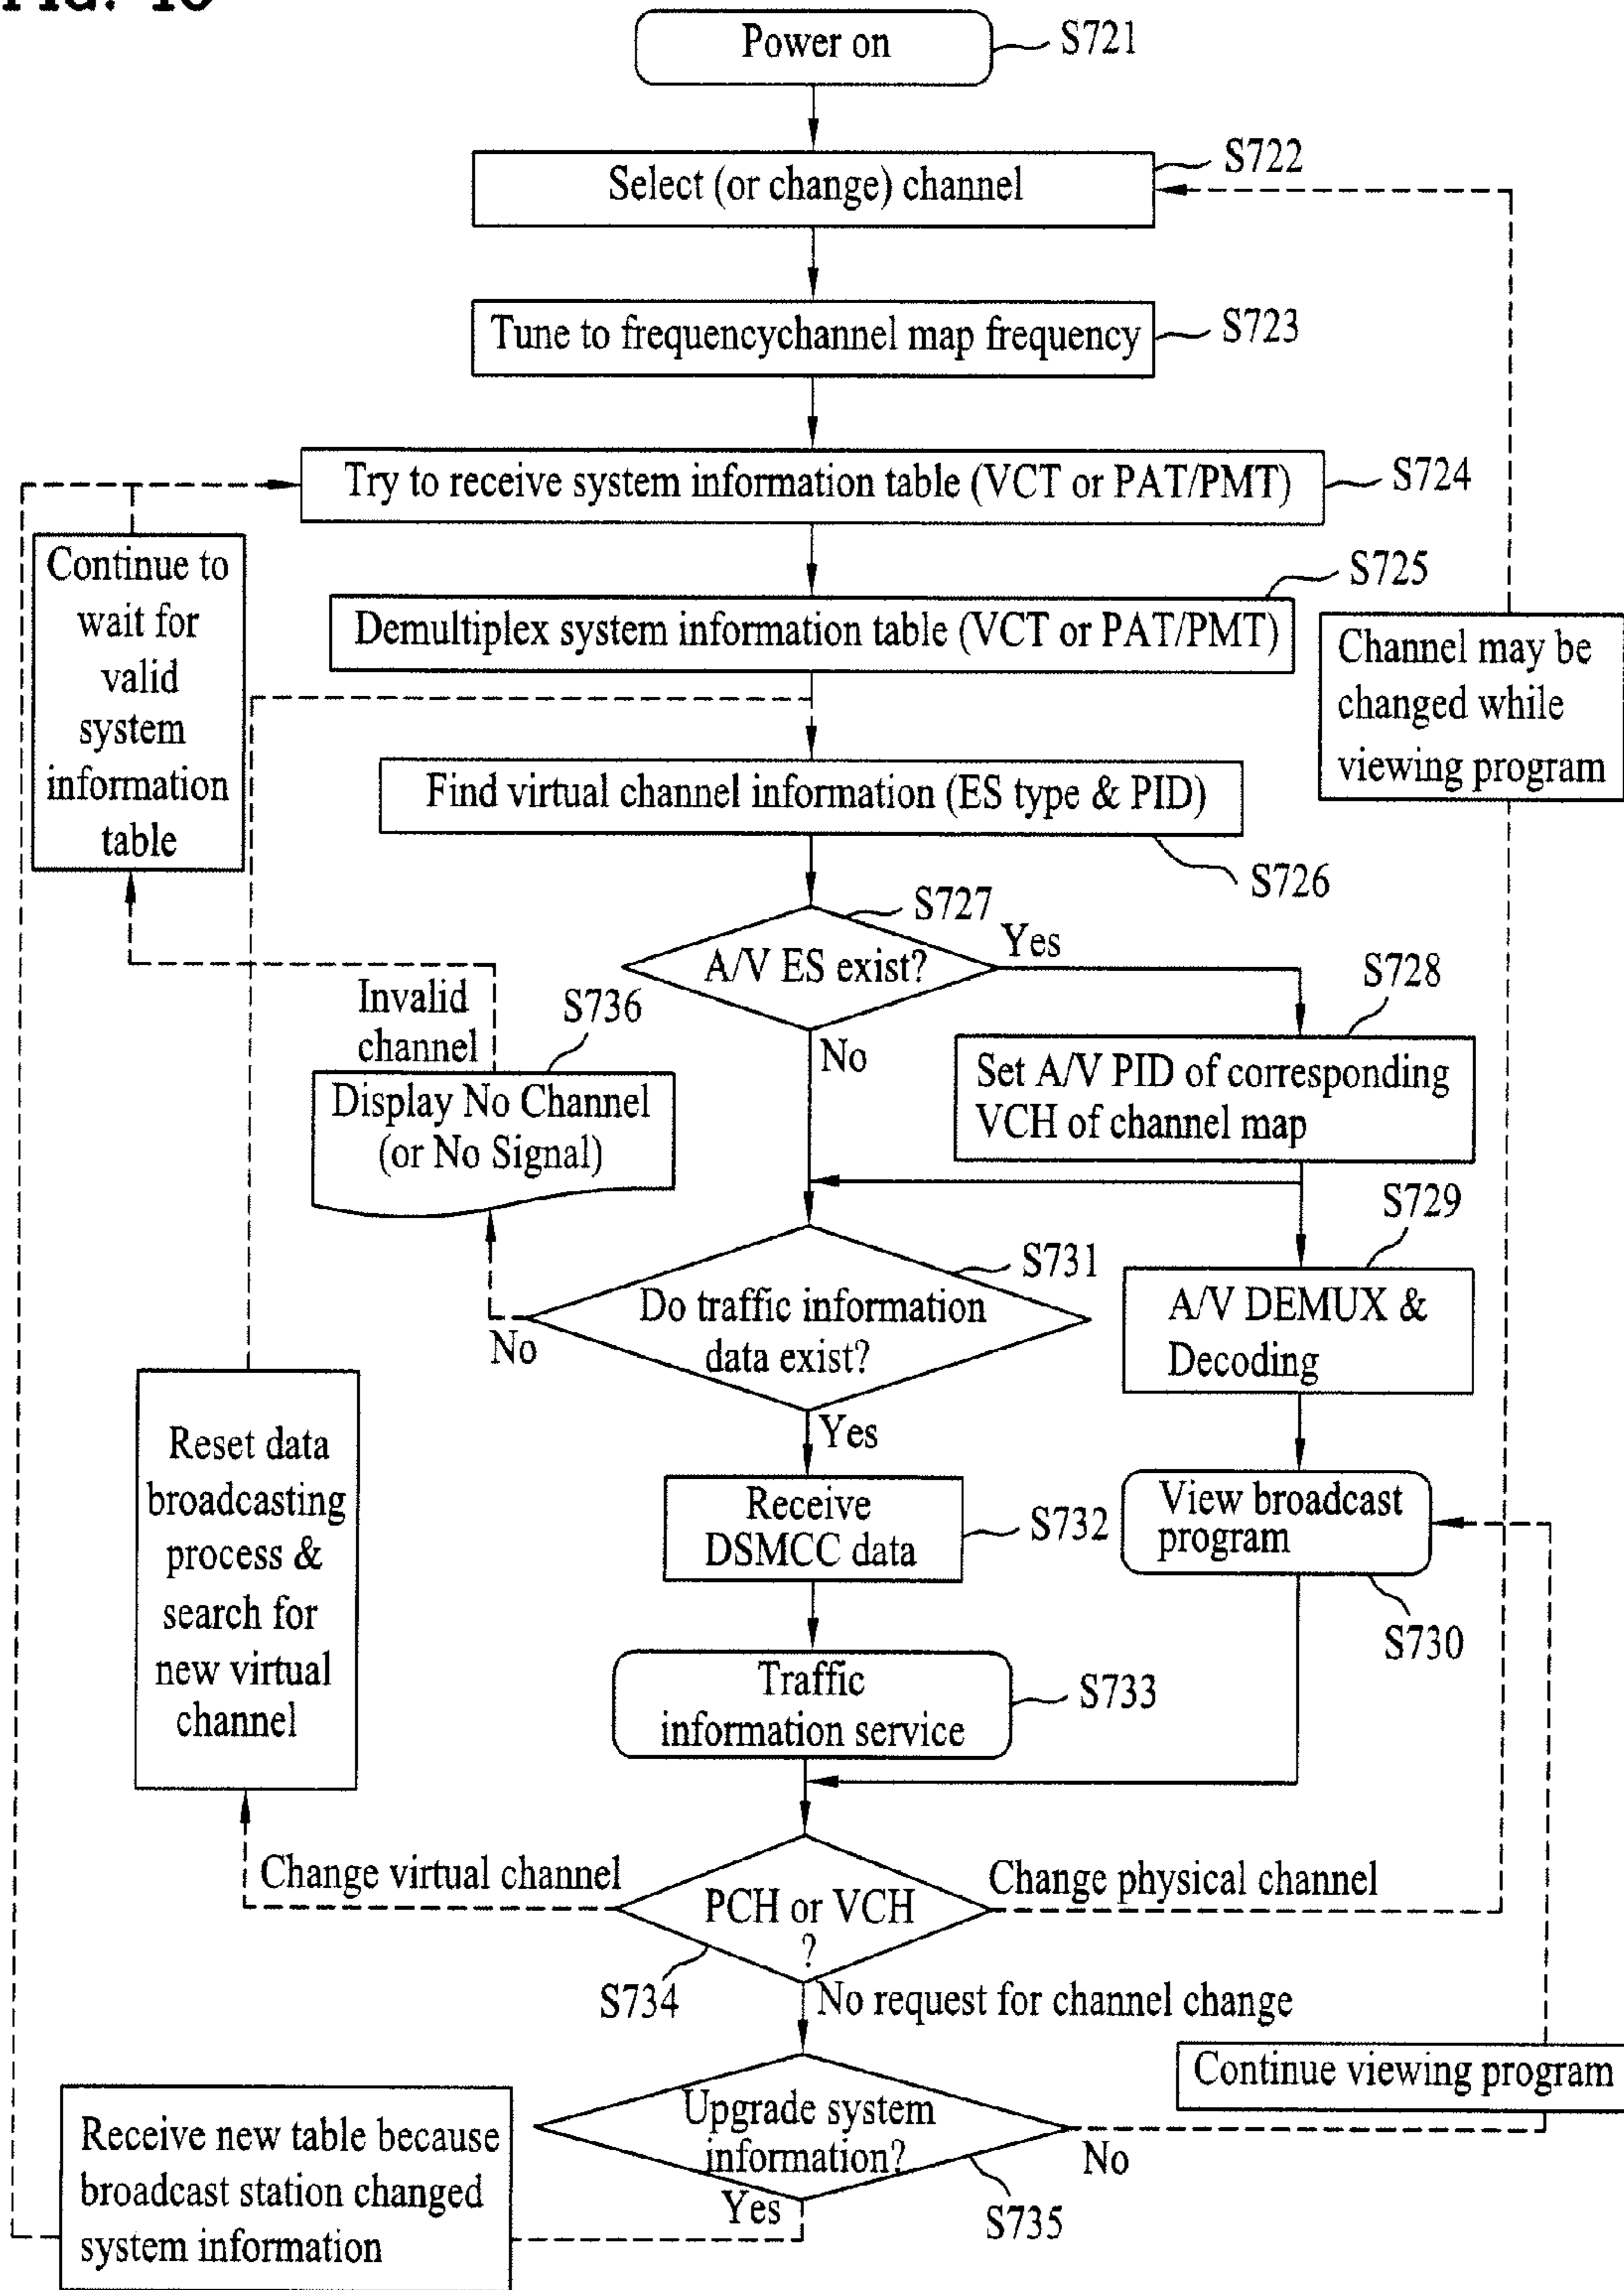 Power on
S721
Select (or change) channel
S722
Tune to frequencychannel map frequency
S723
Try to receive system information table (VCT or PAT/PMT)
S724
Continue to
wait for
valid
system
information
table
S725
Demultiplex system information table (VCT or PAT/PMT)
Channel may be
changed while
viewing program
Find virtual channel information (ES type & PID)
S726
S727
A/V ES exist?
Yes
No
S728
Set A/V PID of corresponding
VCH of channel map
Invalid
channel
S736
Display No Channel
(or No Signal)
S729
A/V DEMUX &
Decoding
S731
Do traffic information
data exist?
No
Yes
Reset data
broadcasting
process &
search for
new virtual
channel
Receive
DSMCC data
S732
View broadcast
program
S730
Traffic
information service
S733
Change virtual channel
PCH or VCH
?
Change physical channel
S734
No request for channel change
Continue viewing program
Upgrade system
information?
No
Yes
S735
Receive new table because
broadcast station changed
system information